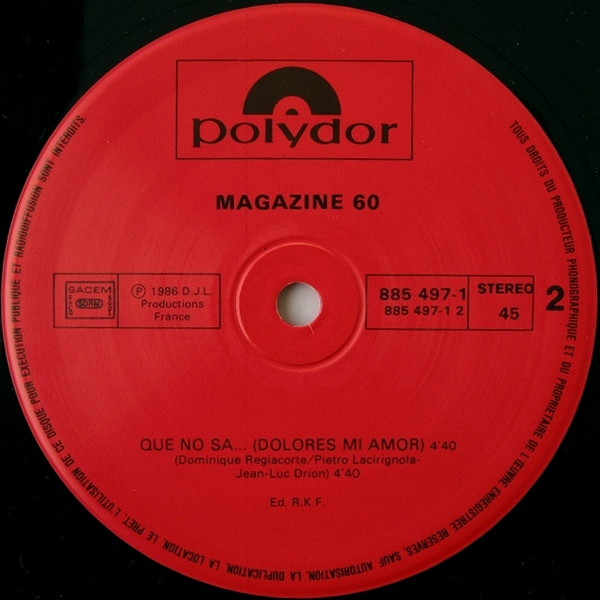 polydor
MAGAZINE 60
SACEM
SDRM
℗ 1986 D.J.L.
Productions
France
885 497-1
885 497-1 2
STEREO
45
2
QUE NO SA... (DOLORES MI AMOR) 4'40
(Dominique Regiacorte/Pietro Lacirignola-
Jean-Luc Drion) 4'40
Ed. R.K.F.
TOUS DROITS DU PRODUCTEUR PHONOGRAPHIQUE ET DU PROPRIETAIRE DE L'ŒUVRE ENREGISTREE RESERVES. SAUF AUTORISATION, LA DUPLICATION, LA LOCATION, LE PRET, L'UTILISATION DE CE DISQUE POUR EXECUTION PUBLIQUE ET RADIODIFFUSION SONT INTERDITS.